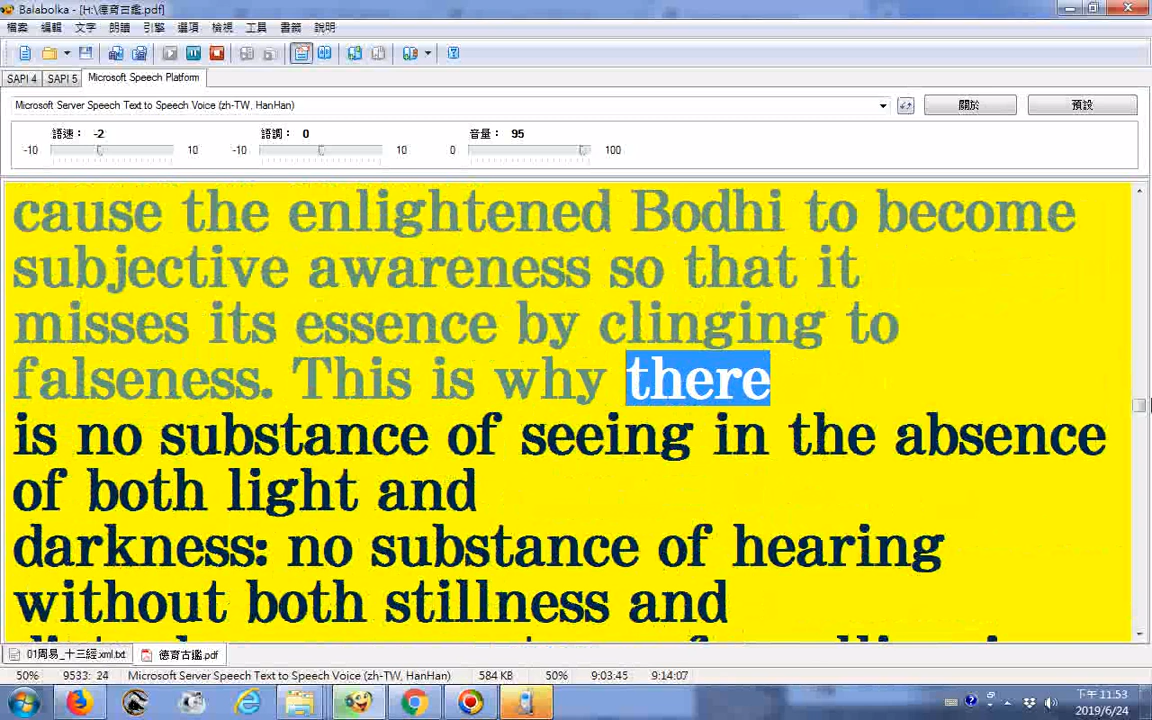 Balabolka - [H:\德育古鑑.pdf]
檔案 編輯 文字 朗讀 引擎 選項 檢視 工具 書籤 說明
SAPI 4 SAPI 5 Microsoft Speech Platform
Microsoft Server Speech Text to Speech Voice (zh-TW, HanHan) 關於 預設
語速： -2 語調： 0 音量： 95
-10 10 -10 10 0 100
cause the enlightened Bodhi to become
subjective awareness so that it
misses its essence by clinging to
falseness. This is why there
is no substance of seeing in the absence
of both light and
darkness: no substance of hearing
without both stillness and
01周易_十三經.xml.txt 德育古鑑.pdf
50% 9533: 24 Microsoft Server Speech Text to Speech Voice (zh-TW, HanHan) 584 KB 50% 9:03:45 9:14:07
下午 11:53
2019/6/24